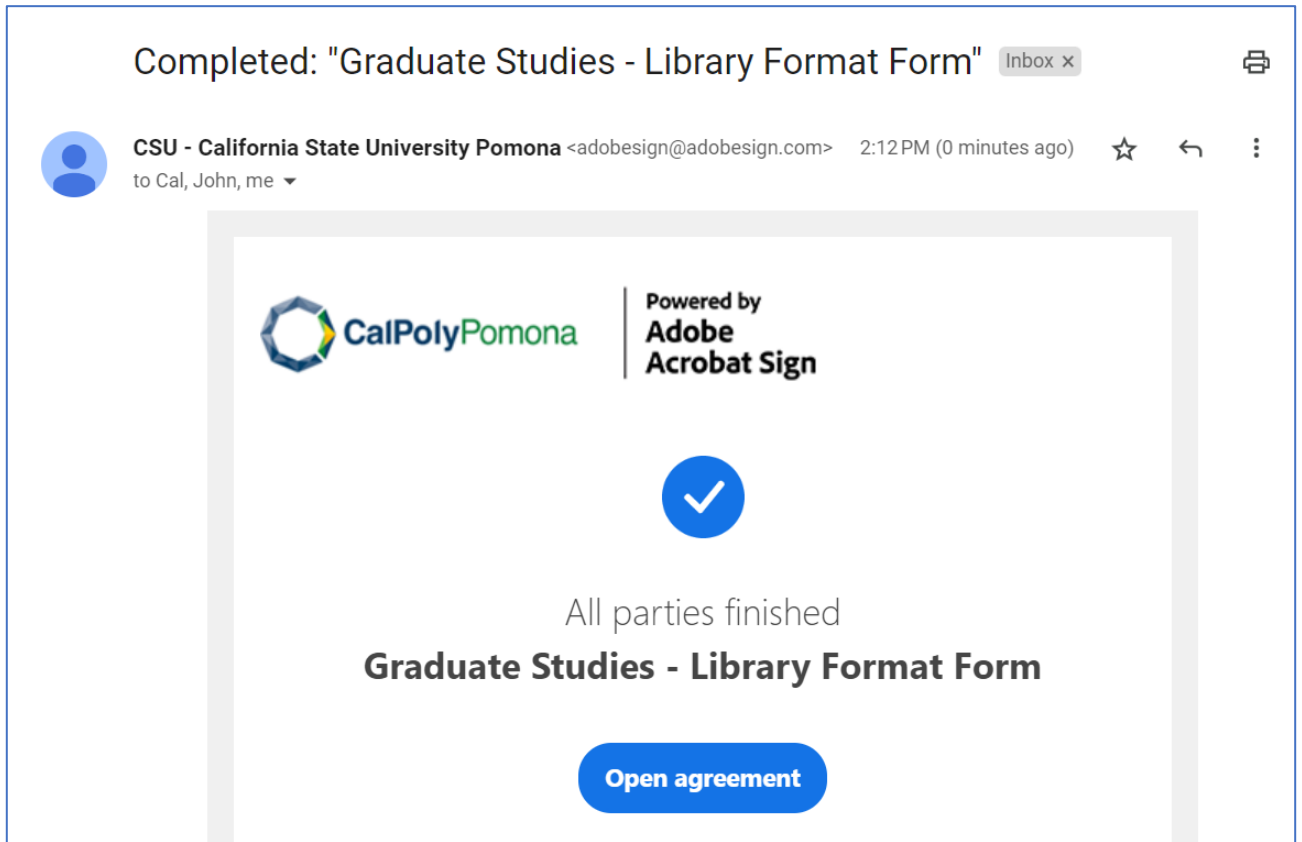 Completed: "Graduate Studies - Library Format Form" Inbox x
CSU - California State University Pomona <adobesign@adobesign.com> 2:12 PM (0 minutes ago)
to Cal, John, me
CalPolyPomona
Powered by
Adobe
Acrobat Sign
All parties finished
Graduate Studies - Library Format Form
Open agreement